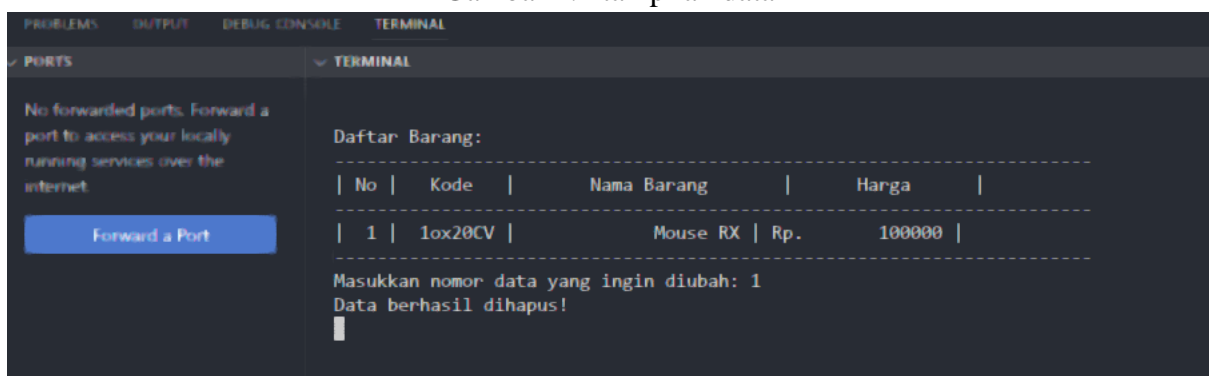 PROBLEMS OUTPUT DEBUG CONSOLE TERMINAL
PORTS
No forwarded ports. Forward a
port to access your locally
running services over the
internet.
Forward a Port
TERMINAL
Daftar Barang:
--------------------------------------------------------------------
| No | Kode | Nama Barang | Harga |
--------------------------------------------------------------------
| 1 | 1ox20CV | Mouse RX | Rp. 100000 |
--------------------------------------------------------------------
Masukkan nomor data yang ingin diubah: 1
Data berhasil dihapus!